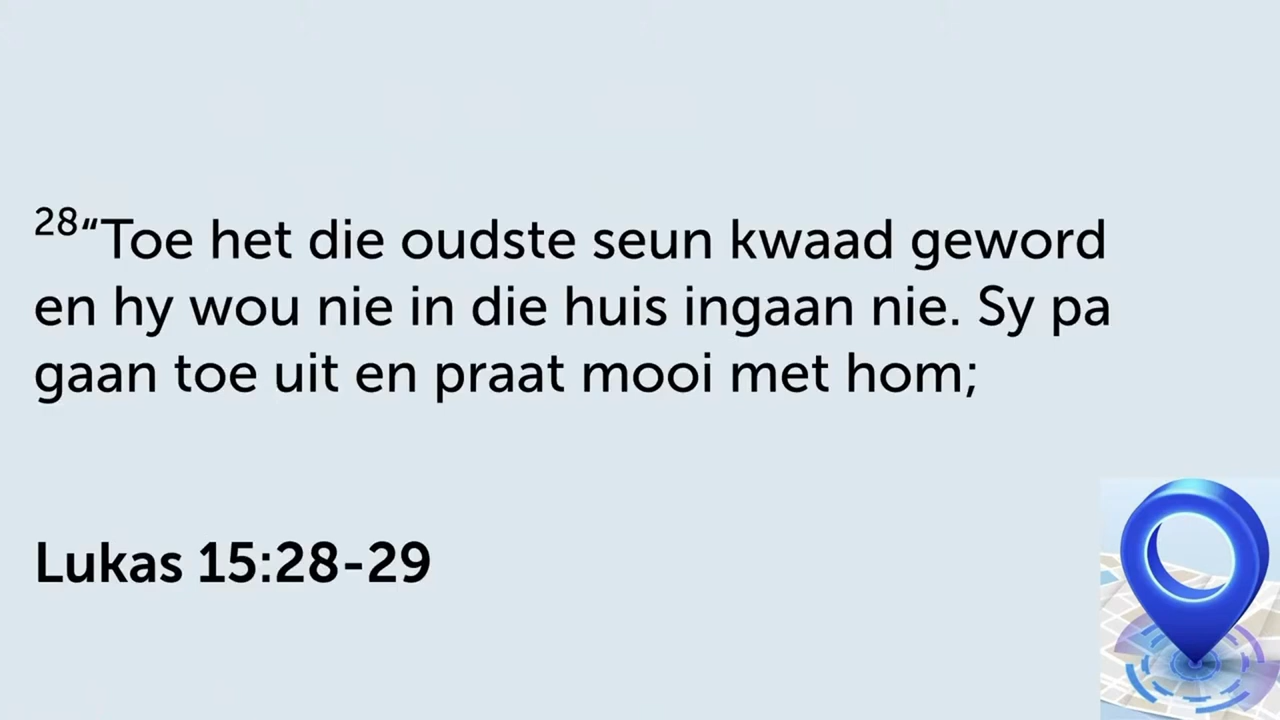 ²⁸“Toe het die oudste seun kwaad geword
en hy wou nie in die huis ingaan nie. Sy pa
gaan toe uit en praat mooi met hom;
Lukas 15:28-29